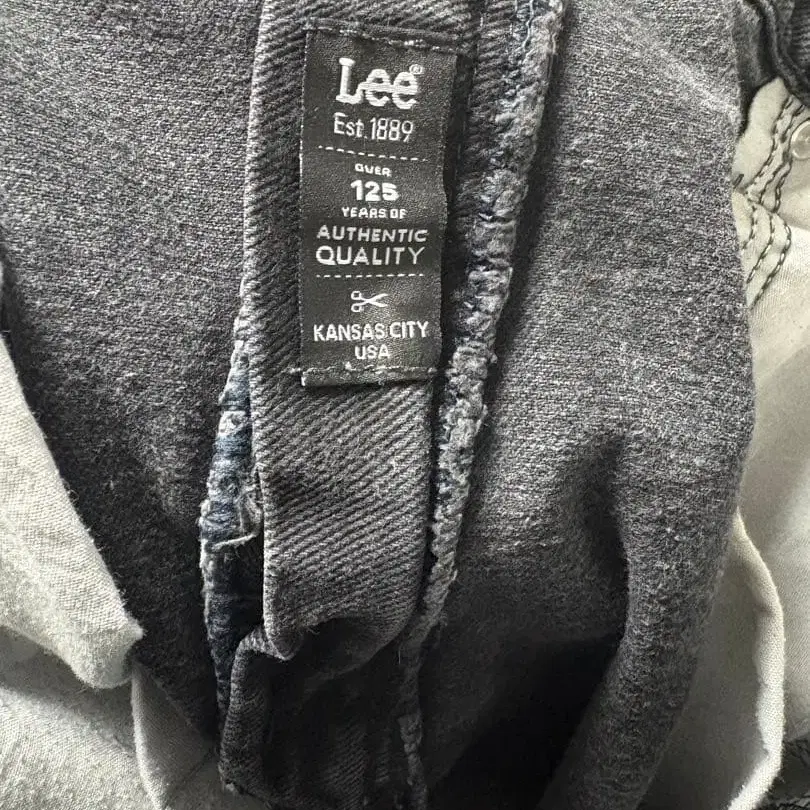 Lee®
Est.1889
OVER
125
YEARS OF
AUTHENTIC
QUALITY
KANSAS CITY
USA